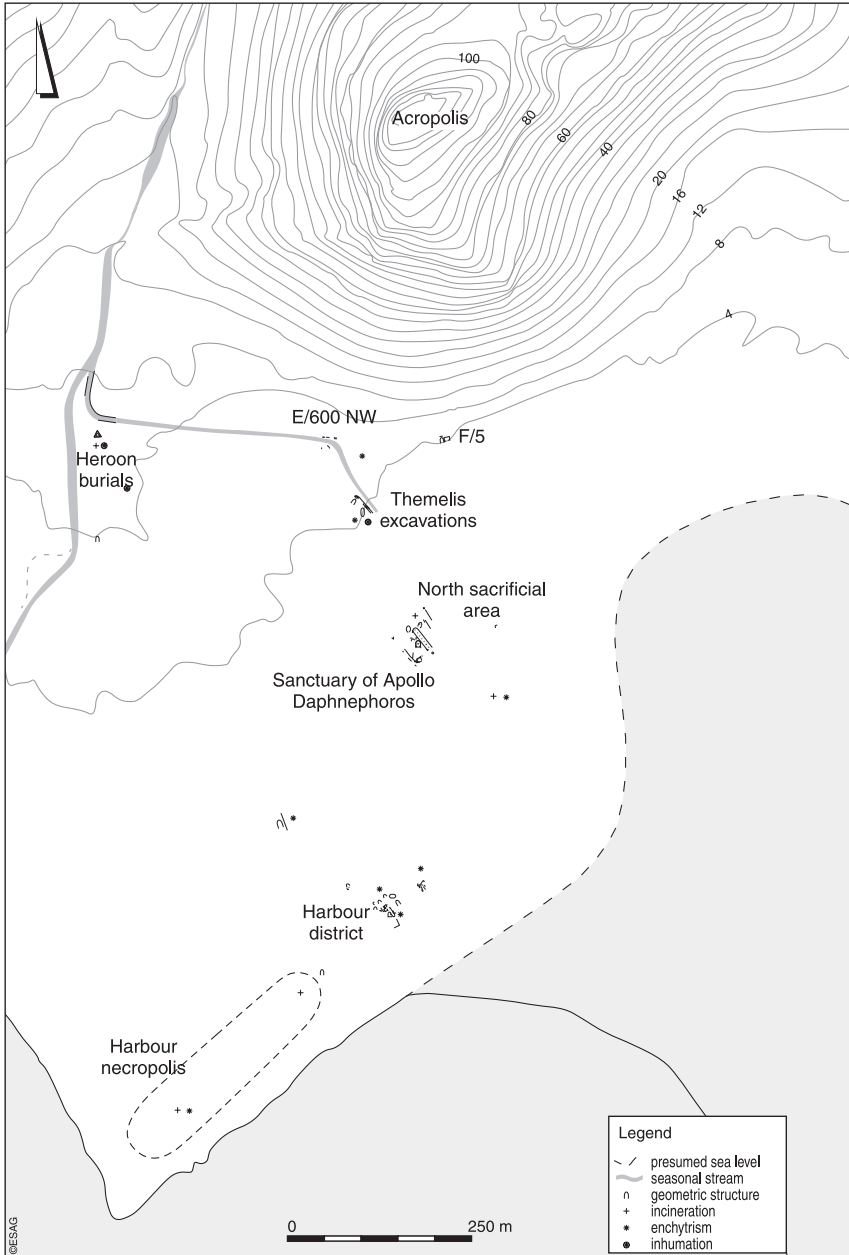 100
Acropolis
80
60
40
20
16
12
8
4
E/600 NW
F/5
Heroon
burials
Themelis
excavations
North sacrificial
area
Sanctuary of Apollo
Daphnephoros
Harbour
district
Harbour
necropolis
Legend
presumed sea level
seasonal stream
geometric structure
incineration
enchytrism
inhumation
0 250 m
©ESAG